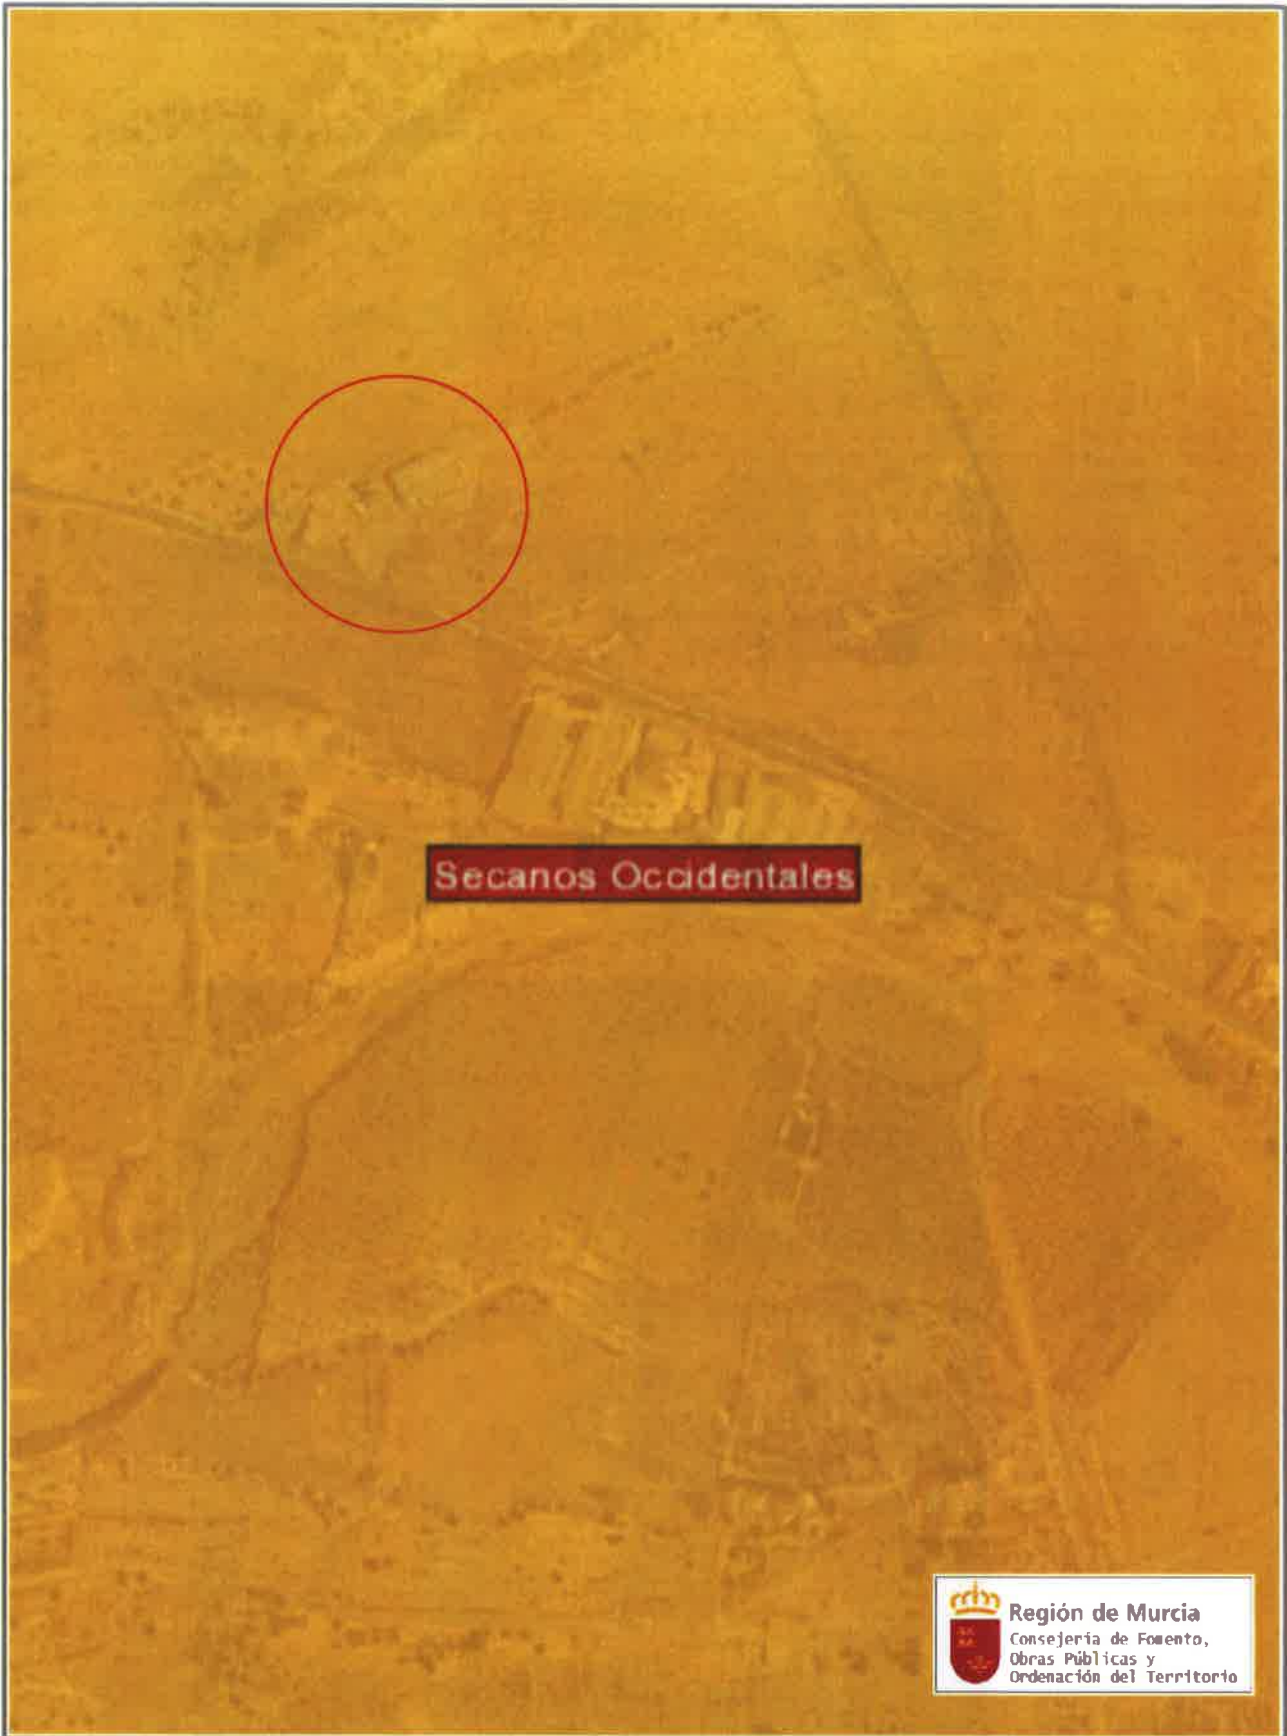 Secanos Occidentales
Región de Murcia
Consejería de Fomento,
Obras Públicas y
Ordenación del Territorio